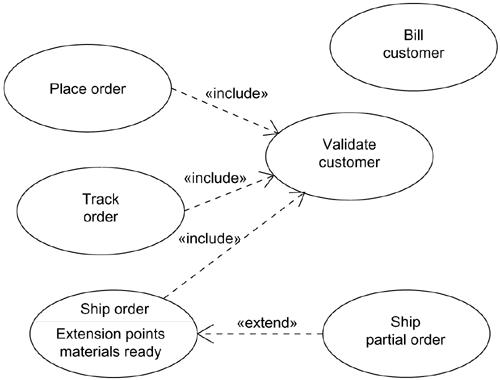 Bill
customer
Place order
«include»
Validate
customer
«include»
Track
order
«include»
Ship order
Extension points
materials ready
«extend»
Ship
partial order